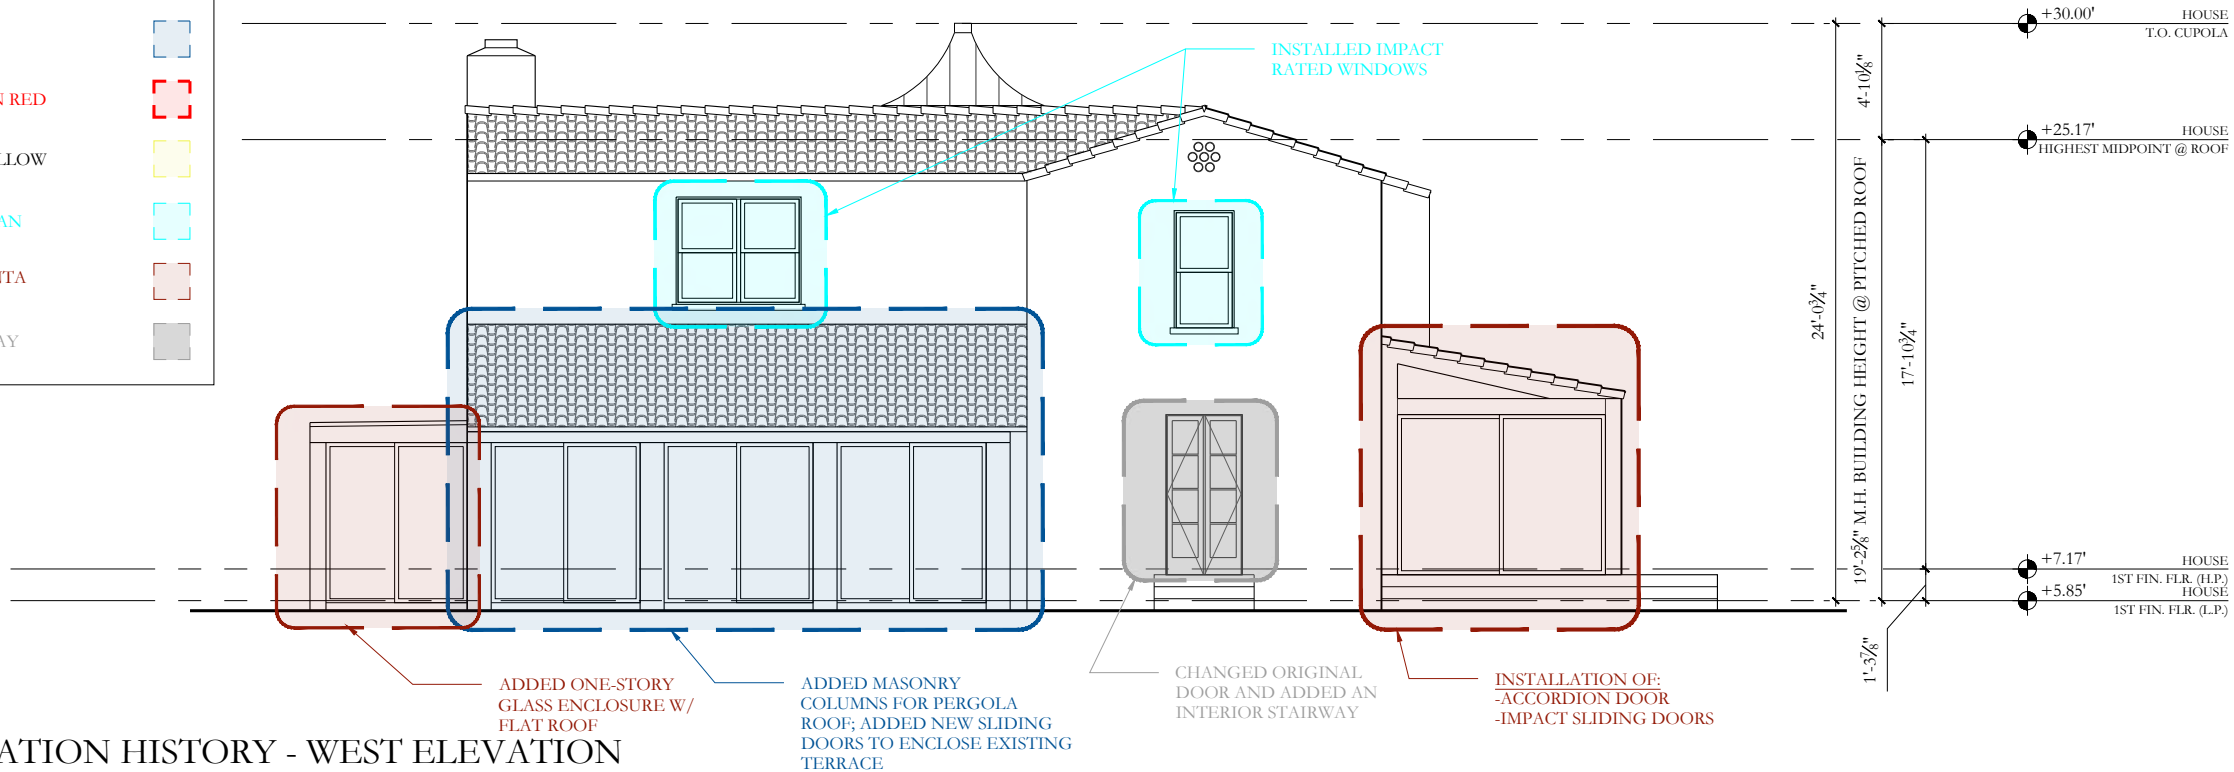 N RED
LLOW
AN
NTA
AY
INSTALLED IMPACT
RATED WINDOWS
+30.00' HOUSE
T.O. CUPOLA
4'-10⅛"
+25.17' HOUSE
HIGHEST MIDPOINT @ ROOF
24'-0¾"
19'-2⅝" M.H. BUILDING HEIGHT @ PITCHED ROOF
17'-10¾"
+7.17' HOUSE
1ST FIN. FLR. (H.P.)
+5.85' HOUSE
1ST FIN. FLR. (L.P.)
1'-3⅞"
ADDED ONE-STORY
GLASS ENCLOSURE W/
FLAT ROOF
ADDED MASONRY
COLUMNS FOR PERGOLA
ROOF; ADDED NEW SLIDING
DOORS TO ENCLOSE EXISTING
TERRACE
CHANGED ORIGINAL
DOOR AND ADDED AN
INTERIOR STAIRWAY
INSTALLATION OF:
-ACCORDION DOOR
-IMPACT SLIDING DOORS
ATION HISTORY - WEST ELEVATION